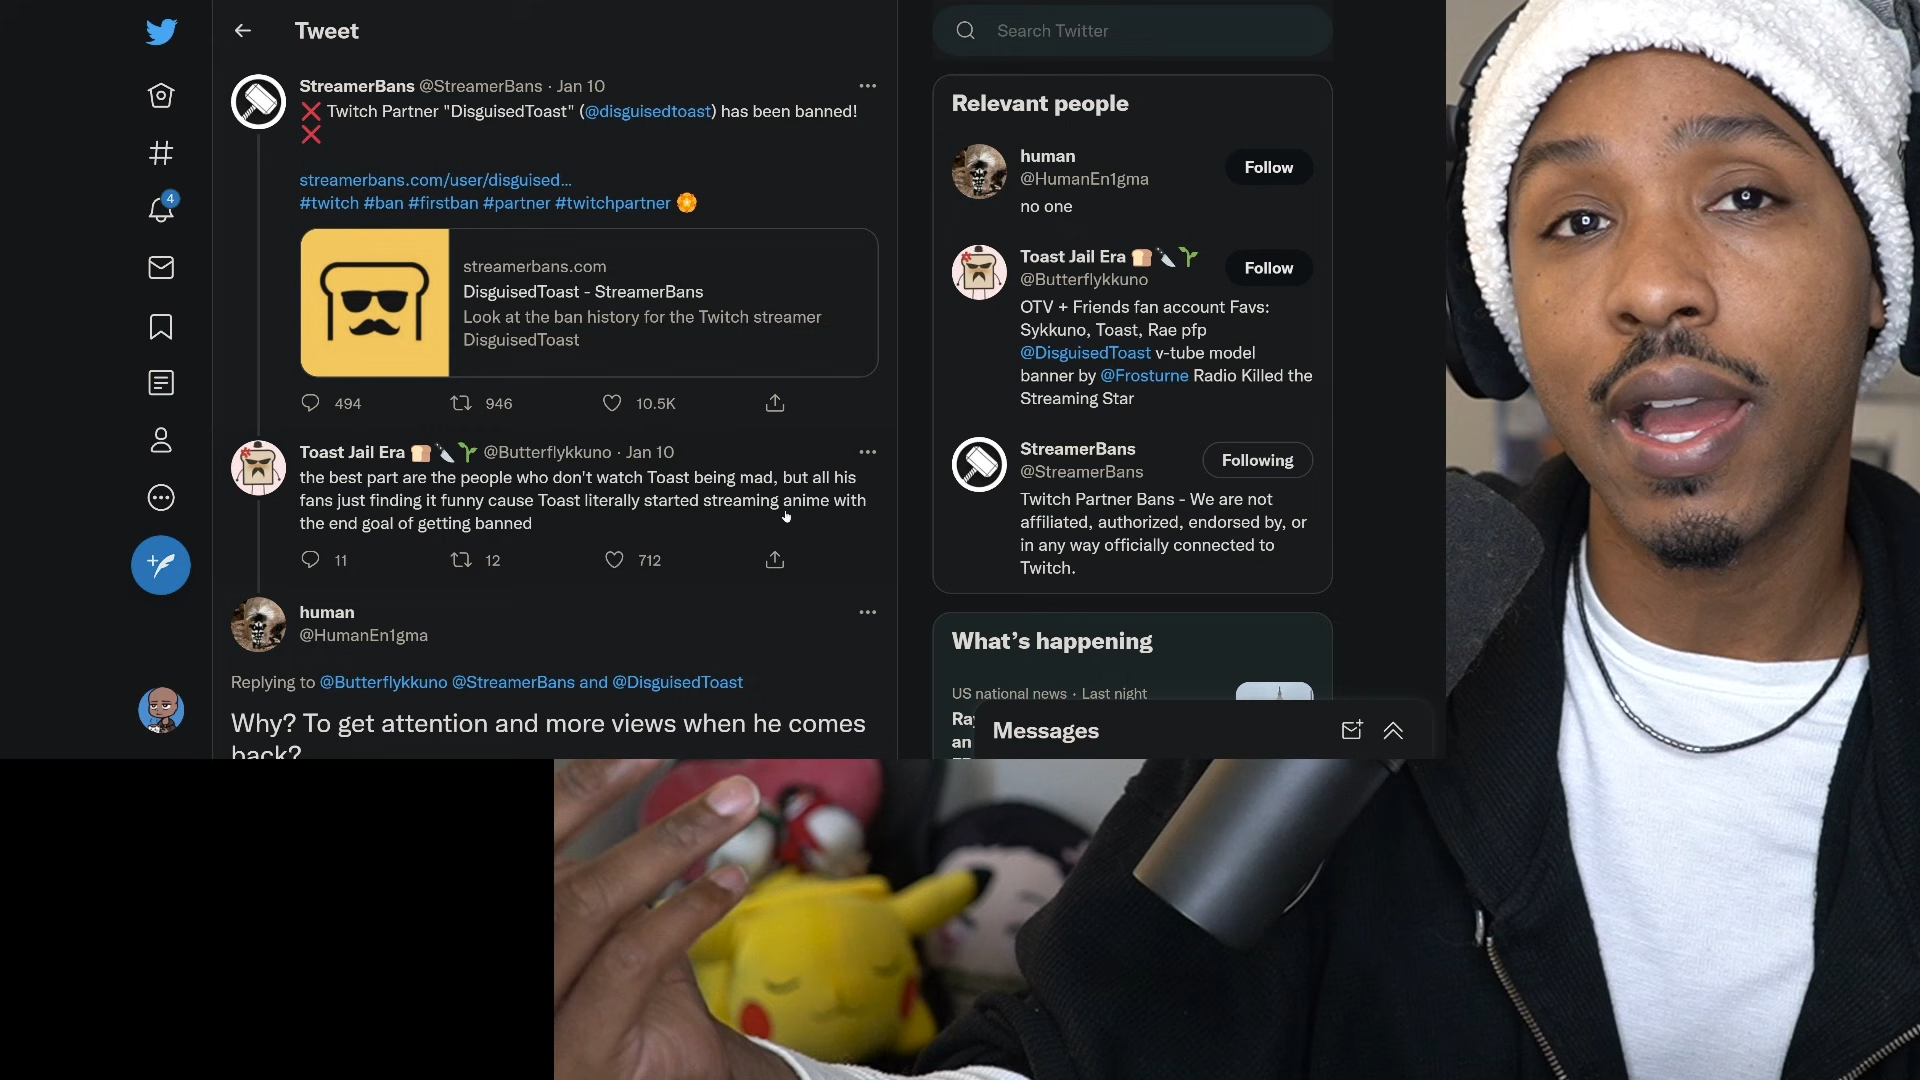 Tweet
StreamerBans @StreamerBans · Jan 10
❌ Twitch Partner "DisguisedToast" (@disguisedtoast) has been banned!
❌
streamerbans.com/user/disguised...
#twitch #ban #firstban #partner #twitchpartner
streamerbans.com
DisguisedToast - StreamerBans
Look at the ban history for the Twitch streamer
DisguisedToast
494 946 10.5K
Toast Jail Era 🍞🔪🌱 @Butterflykkuno · Jan 10
the best part are the people who don't watch Toast being mad, but all his
fans just finding it funny cause Toast literally started streaming anime with
the end goal of getting banned
11 12 712
human
@HumanEn1gma
Replying to @Butterflykkuno @StreamerBans and @DisguisedToast
Why? To get attention and more views when he comes
back?
4
Search Twitter
Relevant people
human
@HumanEn1gma
Follow
no one
Toast Jail Era 🍞🔪🌱
@Butterflykkuno
Follow
OTV + Friends fan account Favs:
Sykkuno, Toast, Rae pfp
@DisguisedToast v-tube model
banner by @Frosturne Radio Killed the
Streaming Star
StreamerBans
@StreamerBans
Following
Twitch Partner Bans - We are not
affiliated, authorized, endorsed by, or
in any way officially connected to
Twitch.
What's happening
US national news · Last night
an
Messages